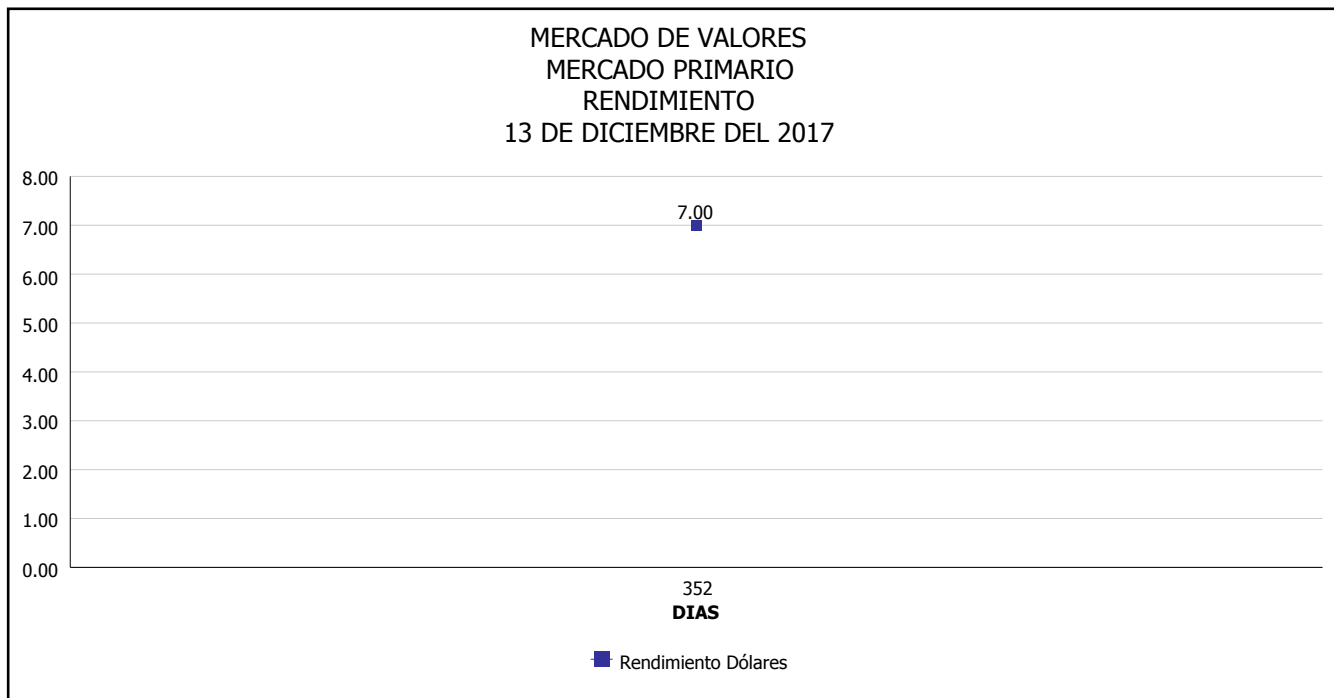 MERCADO DE VALORES
MERCADO PRIMARIO
RENDIMIENTO
13 DE DICIEMBRE DEL 2017
8.00
7.00
7.00
6.00
5.00
4.00
3.00
2.00
1.00
0.00
352
DIAS
Rendimiento Dólares